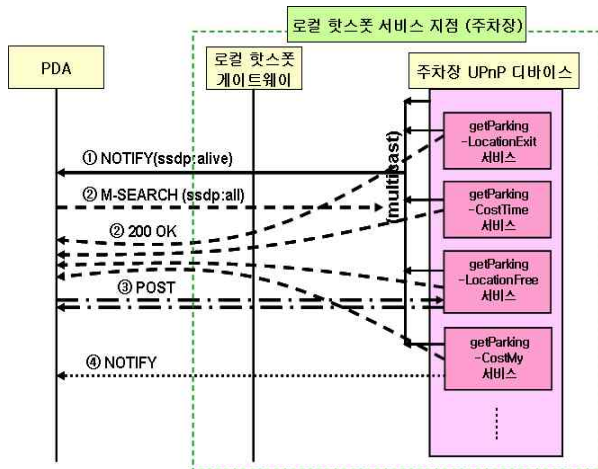 로컬 핫스폿 서비스 지점 (주차장)
PDA
로컬 핫스폿
게이트웨이
주차장 UPnP 디바이스
getParking
-LocationExit
서비스
① NOTIFY(ssdp:alive)
(multicast)
② M-SEARCH (ssdp:all)
getParking
-CostTime
서비스
② 200 OK
getParking
-LocationFree
서비스
③ POST
getParking
-CostMy
서비스
④ NOTIFY